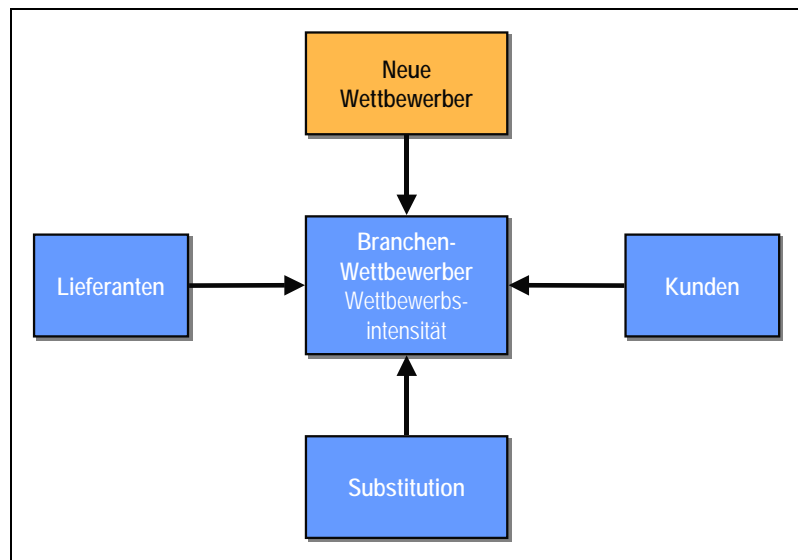 Neue
Wettbewerber
Branchen-
Wettbewerber
Wettbewerbs-
intensität
Lieferanten
Kunden
Substitution